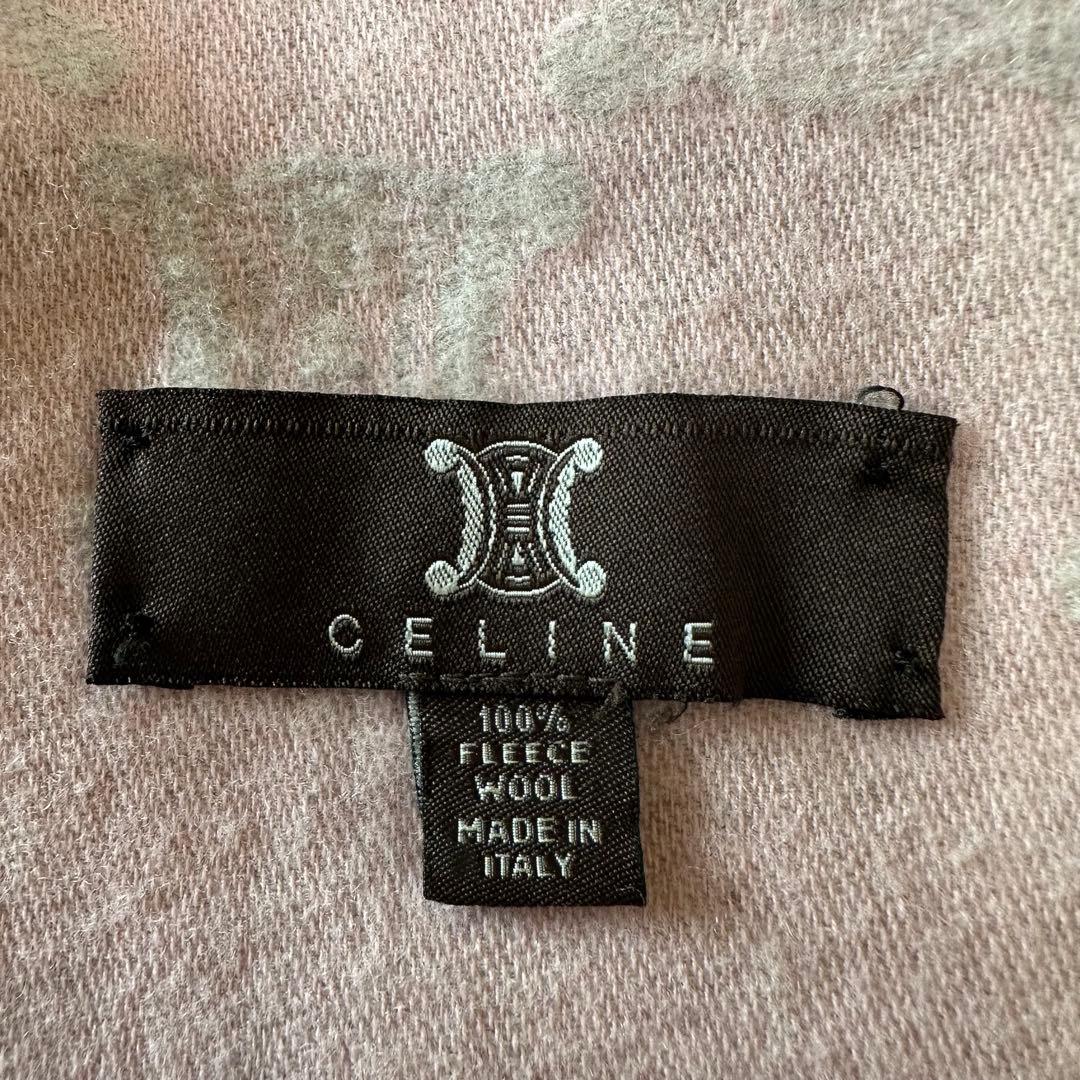 CELINE
100%
FLEECE
WOOL
MADE IN
ITALY